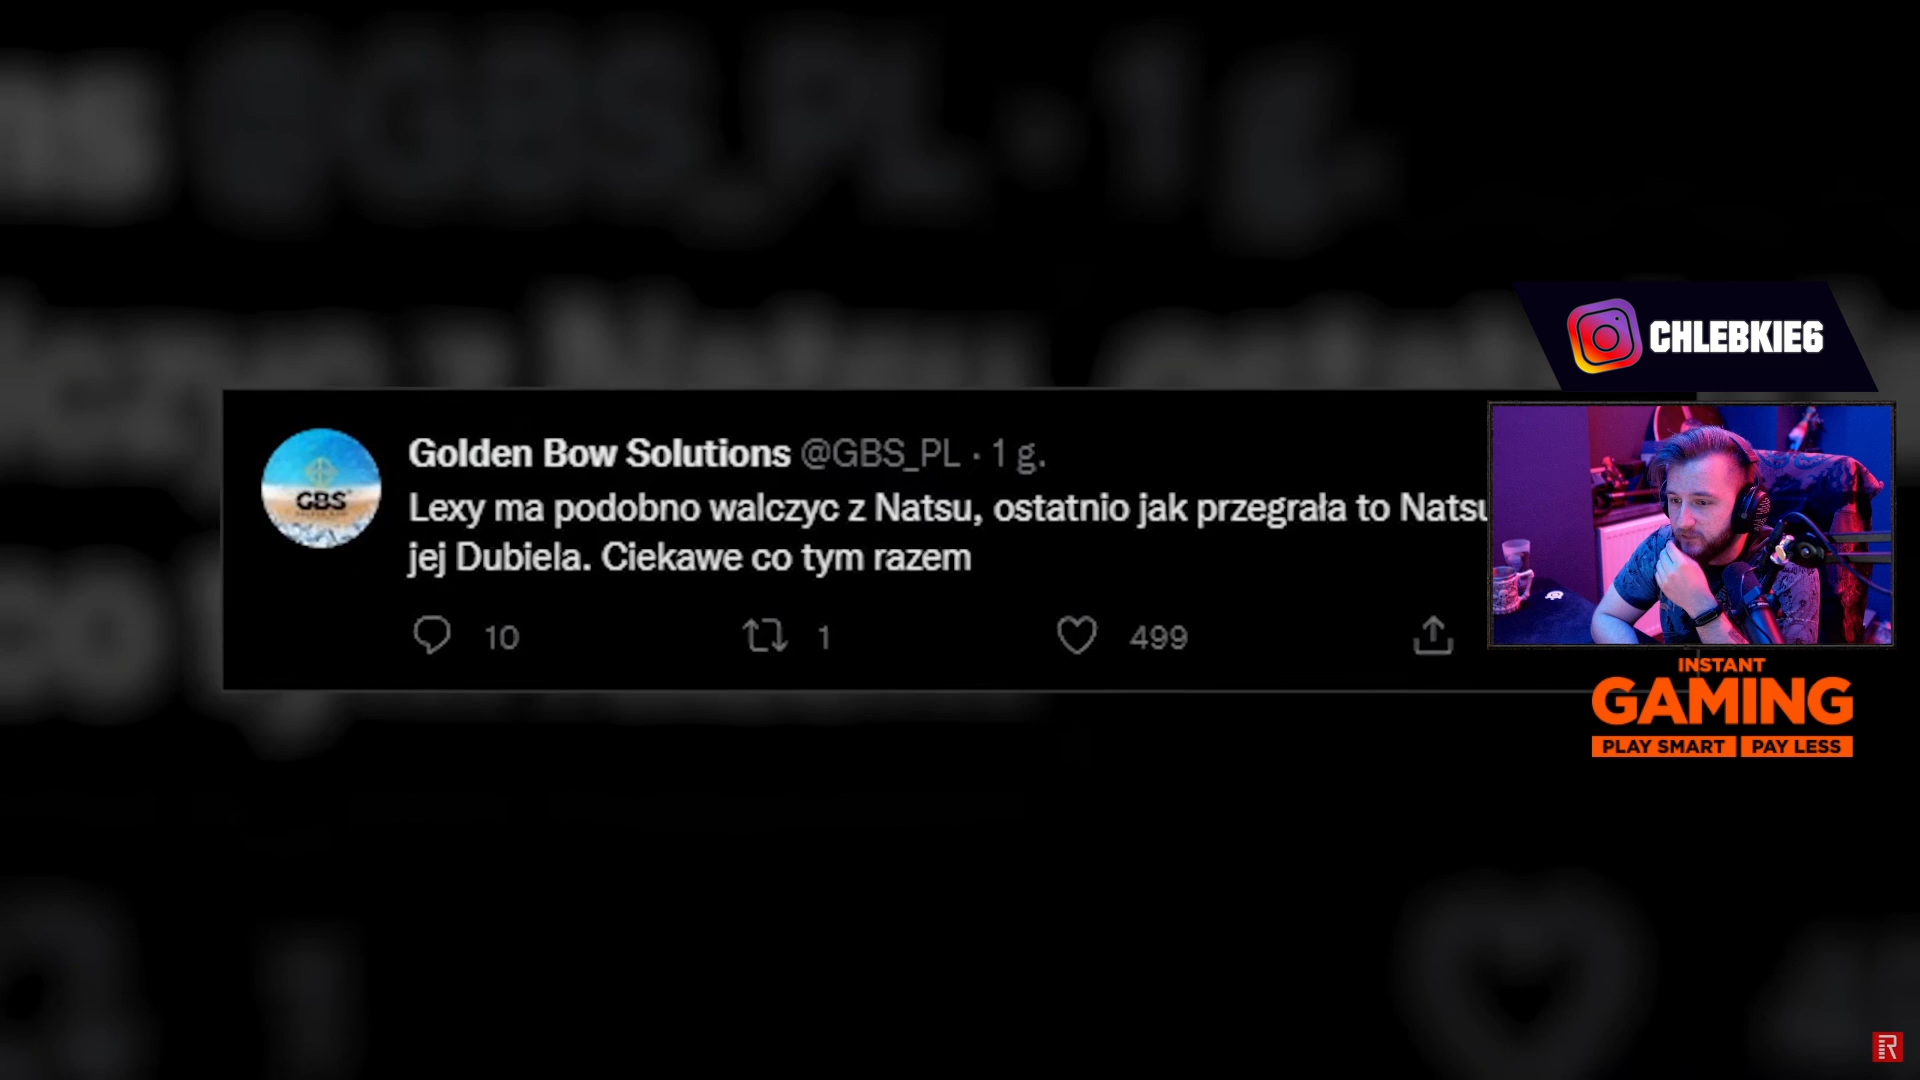 Golden Bow Solutions @GBS_PL · 1 g.
Lexy ma podobno walczyc z Natsu, ostatnio jak przegrała to Natsu
jej Dubiela. Ciekawe co tym razem
10 1 499
GBS
CHLEBKIE6
INSTANT
GAMING
PLAY SMART PAY LESS